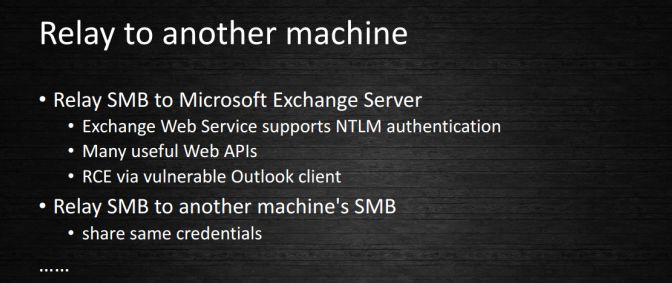 Relay to another machine
• Relay SMB to Microsoft Exchange Server
• Exchange Web Service supports NTLM authentication
• Many useful Web APIs
• RCE via vulnerable Outlook client
• Relay SMB to another machine's SMB
• share same credentials
......